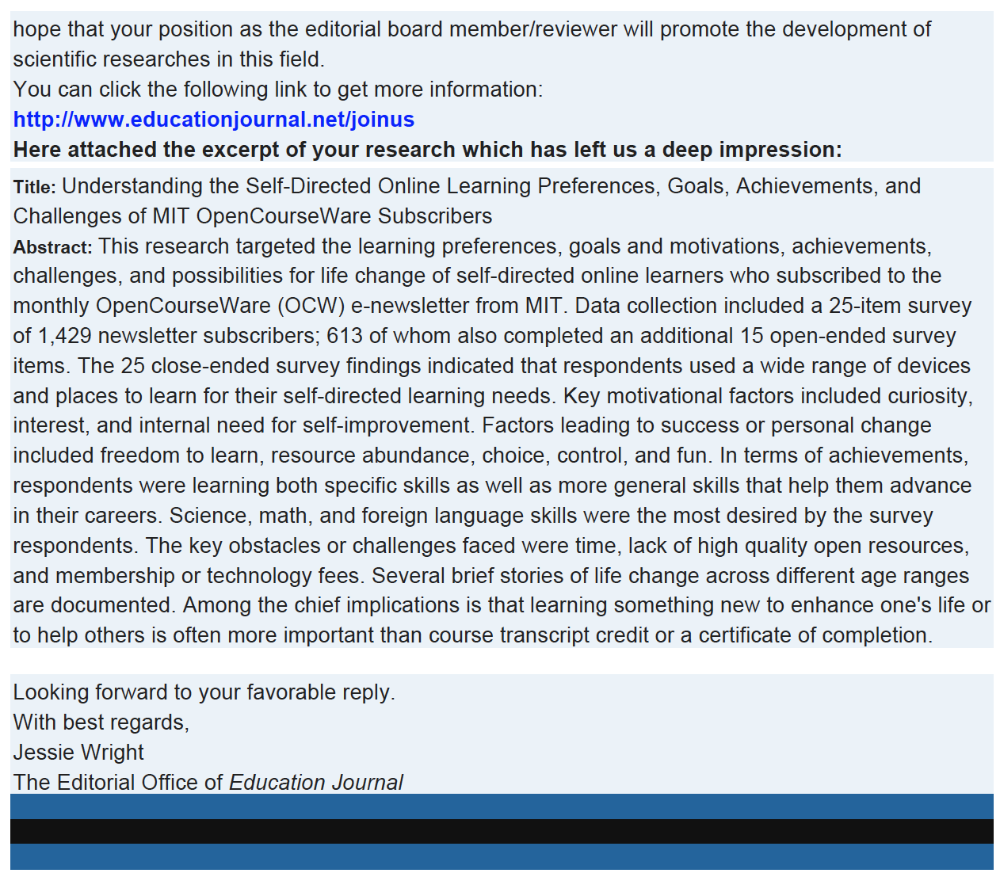 hope that your position as the editorial board member/reviewer will promote the development of
scientific researches in this field.
You can click the following link to get more information:
http://www.educationjournal.net/joinus
Here attached the excerpt of your research which has left us a deep impression:
Title: Understanding the Self-Directed Online Learning Preferences, Goals, Achievements, and
Challenges of MIT OpenCourseWare Subscribers
Abstract: This research targeted the learning preferences, goals and motivations, achievements,
challenges, and possibilities for life change of self-directed online learners who subscribed to the
monthly OpenCourseWare (OCW) e-newsletter from MIT. Data collection included a 25-item survey
of 1,429 newsletter subscribers; 613 of whom also completed an additional 15 open-ended survey
items. The 25 close-ended survey findings indicated that respondents used a wide range of devices
and places to learn for their self-directed learning needs. Key motivational factors included curiosity,
interest, and internal need for self-improvement. Factors leading to success or personal change
included freedom to learn, resource abundance, choice, control, and fun. In terms of achievements,
respondents were learning both specific skills as well as more general skills that help them advance
in their careers. Science, math, and foreign language skills were the most desired by the survey
respondents. The key obstacles or challenges faced were time, lack of high quality open resources,
and membership or technology fees. Several brief stories of life change across different age ranges
are documented. Among the chief implications is that learning something new to enhance one's life or
to help others is often more important than course transcript credit or a certificate of completion.
Looking forward to your favorable reply.
With best regards,
Jessie Wright
The Editorial Office of Education Journal